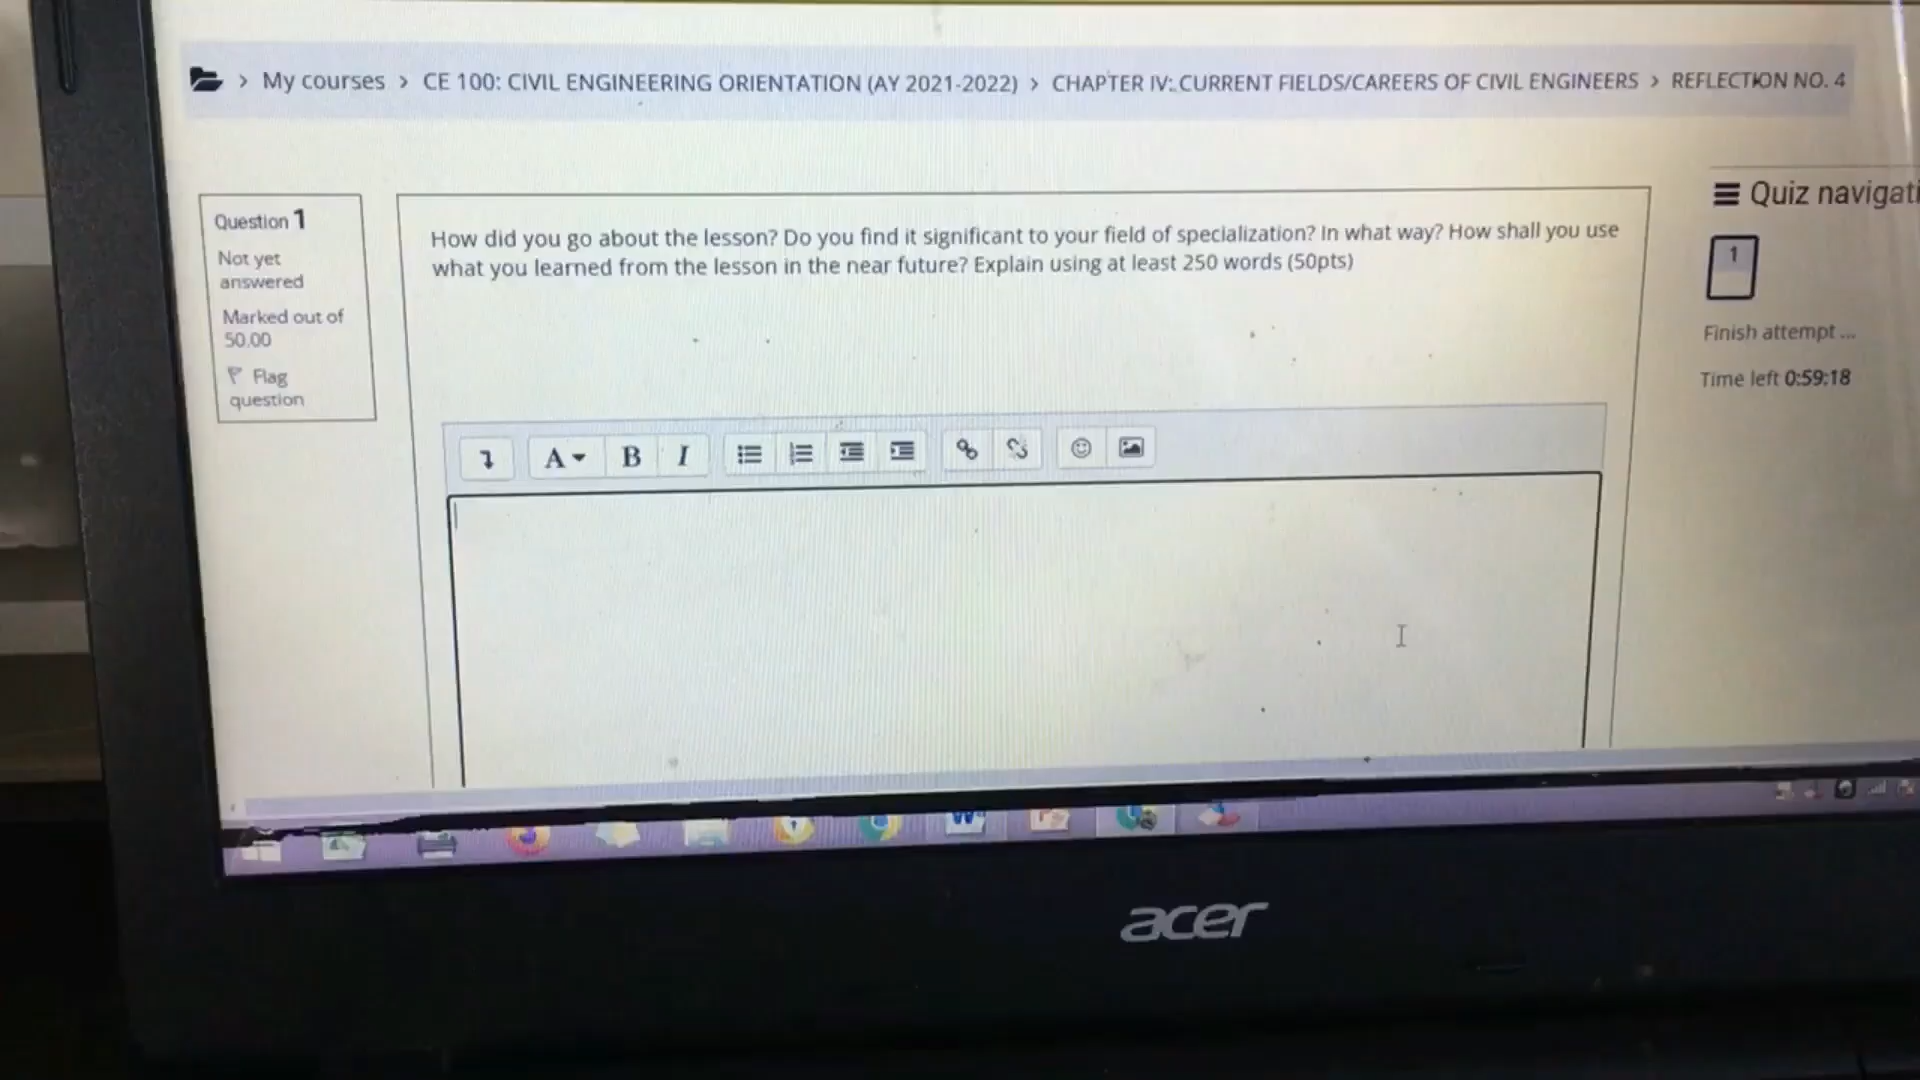 My courses > CE 100: CIVIL ENGINEERING ORIENTATION (AY 2021-2022) > CHAPTER IV: CURRENT FIELDS/CAREERS OF CIVIL ENGINEERS > REFLECTION NO. 4
Question 1
Not yet
answered
Marked out of
50.00
Flag
question
How did you go about the lesson? Do you find it significant to your field of specialization? In what way? How shall you use
what you learned from the lesson in the near future? Explain using at least 250 words (50pts)
A B I
Quiz navigati
1
Finish attempt ...
Time left 0:59:18
acer